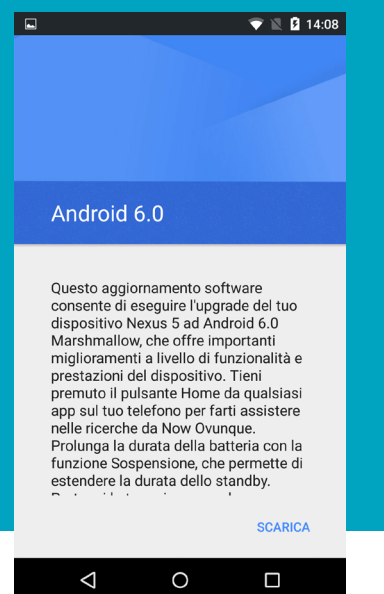 14:08
Android 6.0
Questo aggiornamento software
consente di eseguire l'upgrade del tuo
dispositivo Nexus 5 ad Android 6.0
Marshmallow, che offre importanti
miglioramenti a livello di funzionalità e
prestazioni del dispositivo. Tieni
premuto il pulsante Home da qualsiasi
app sul tuo telefono per farti assistere
nelle ricerche da Now Ovunque.
Prolunga la durata della batteria con la
funzione Sospensione, che permette di
estendere la durata dello standby.
SCARICA